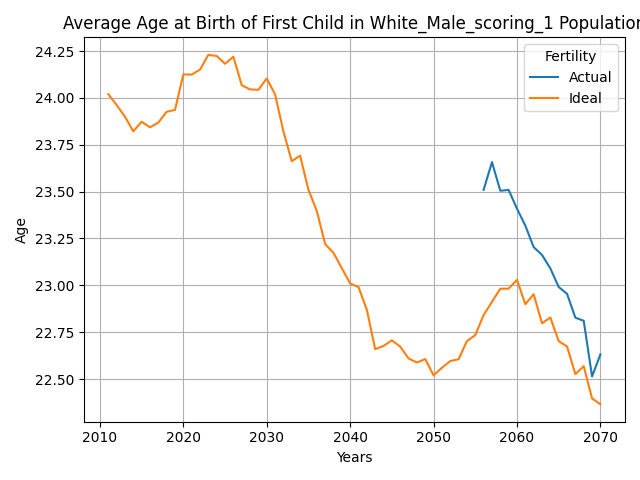 Average Age at Birth of First Child in White_Male_scoring_1 Population
Fertility
Actual
Ideal
24.25
24.00
23.75
23.50
23.25
23.00
22.75
22.50
Age
2010 2020 2030 2040 2050 2060 2070
Years